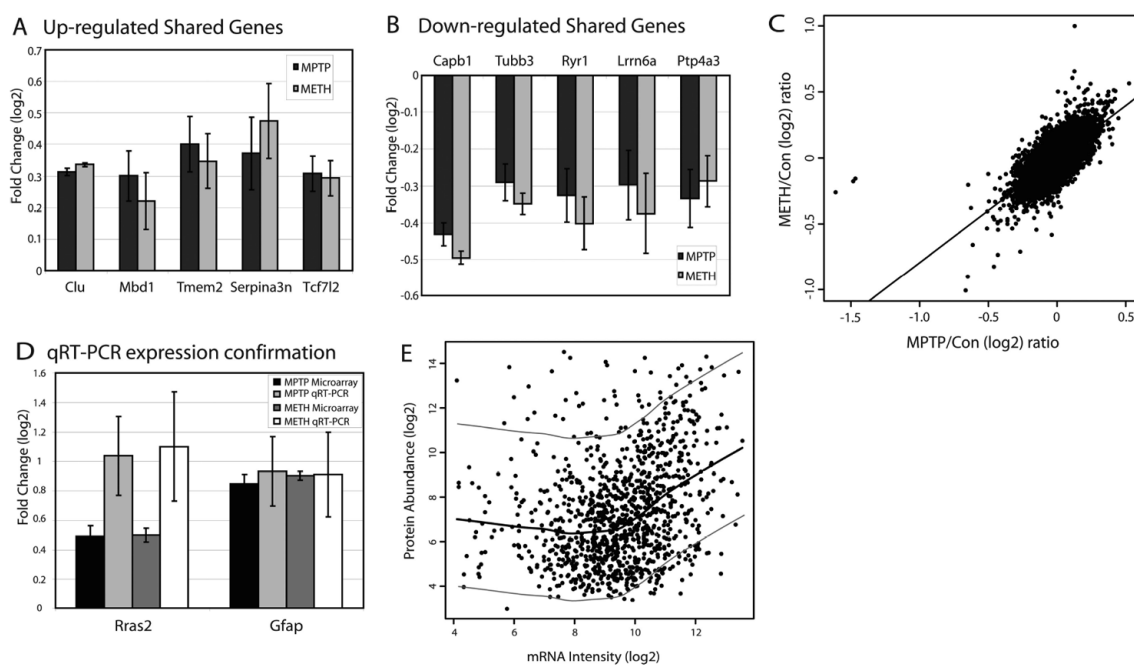 A Up-regulated Shared Genes
Fold Change (log2)
0.7
0.6
0.5
0.4
0.3
0.2
0.1
0
MPTP
METH
Clu Mbd1 Tmem2 Serpina3n Tcf7l2
B Down-regulated Shared Genes
Capb1 Tubb3 Ryr1 Lrrn6a Ptp4a3
Fold Change (log2)
0
-0.1
-0.2
-0.3
-0.4
-0.5
-0.6
MPTP
METH
C
METH/Con (log2) ratio
1.0
0.5
0
-0.5
-1.0
-1.5 -1.0 -0.5 0 0.5
MPTP/Con (log2) ratio
D qRT-PCR expression confirmation
Fold Change (log2)
1.6
1.4
1.2
1
0.8
0.6
0.4
0.2
0
MPTP Microarray
MPTP qRT-PCR
METH Microarray
METH qRT-PCR
Rras2 Gfap
E
Protein Abundance (log2)
14
12
10
8
6
4
4 6 8 10 12
mRNA Intensity (log2)